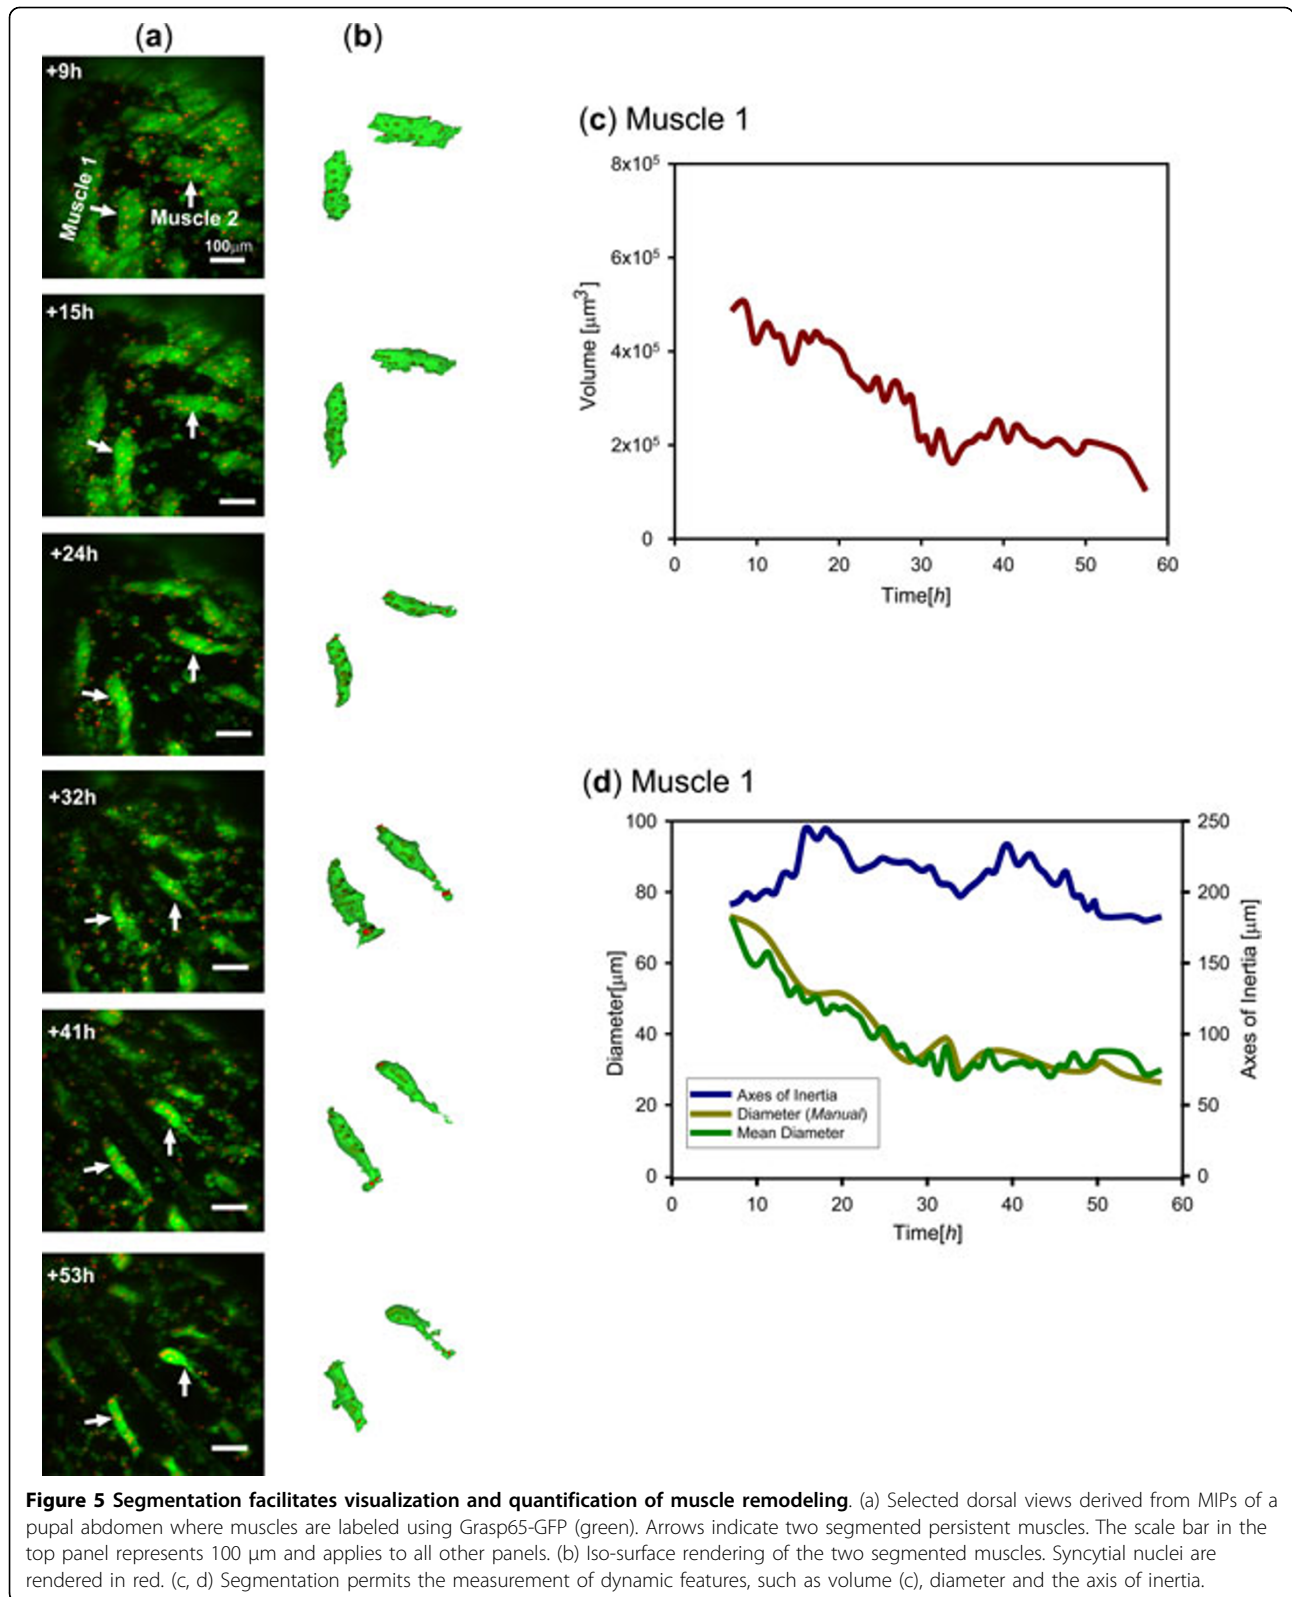 (a)
(b)
+9h
Muscle 1
Muscle 2
100μm
+15h
+24h
+32h
+41h
+53h
(c) Muscle 1
8x10⁵
6x10⁵
4x10⁵
2x10⁵
0
Volume [μm³]
0 10 20 30 40 50 60
Time[h]
(d) Muscle 1
100
80
60
40
20
0
Diameter[μm]
250
200
150
100
50
0
Axes of Inertia [μm]
Axes of Inertia
Diameter (Manual)
Mean Diameter
0 10 20 30 40 50 60
Time[h]
Figure 5 Segmentation facilitates visualization and quantification of muscle remodeling. (a) Selected dorsal views derived from MIPs of a
pupal abdomen where muscles are labeled using Grasp65-GFP (green). Arrows indicate two segmented persistent muscles. The scale bar in the
top panel represents 100 μm and applies to all other panels. (b) Iso-surface rendering of the two segmented muscles. Syncytial nuclei are
rendered in red. (c, d) Segmentation permits the measurement of dynamic features, such as volume (c), diameter and the axis of inertia.